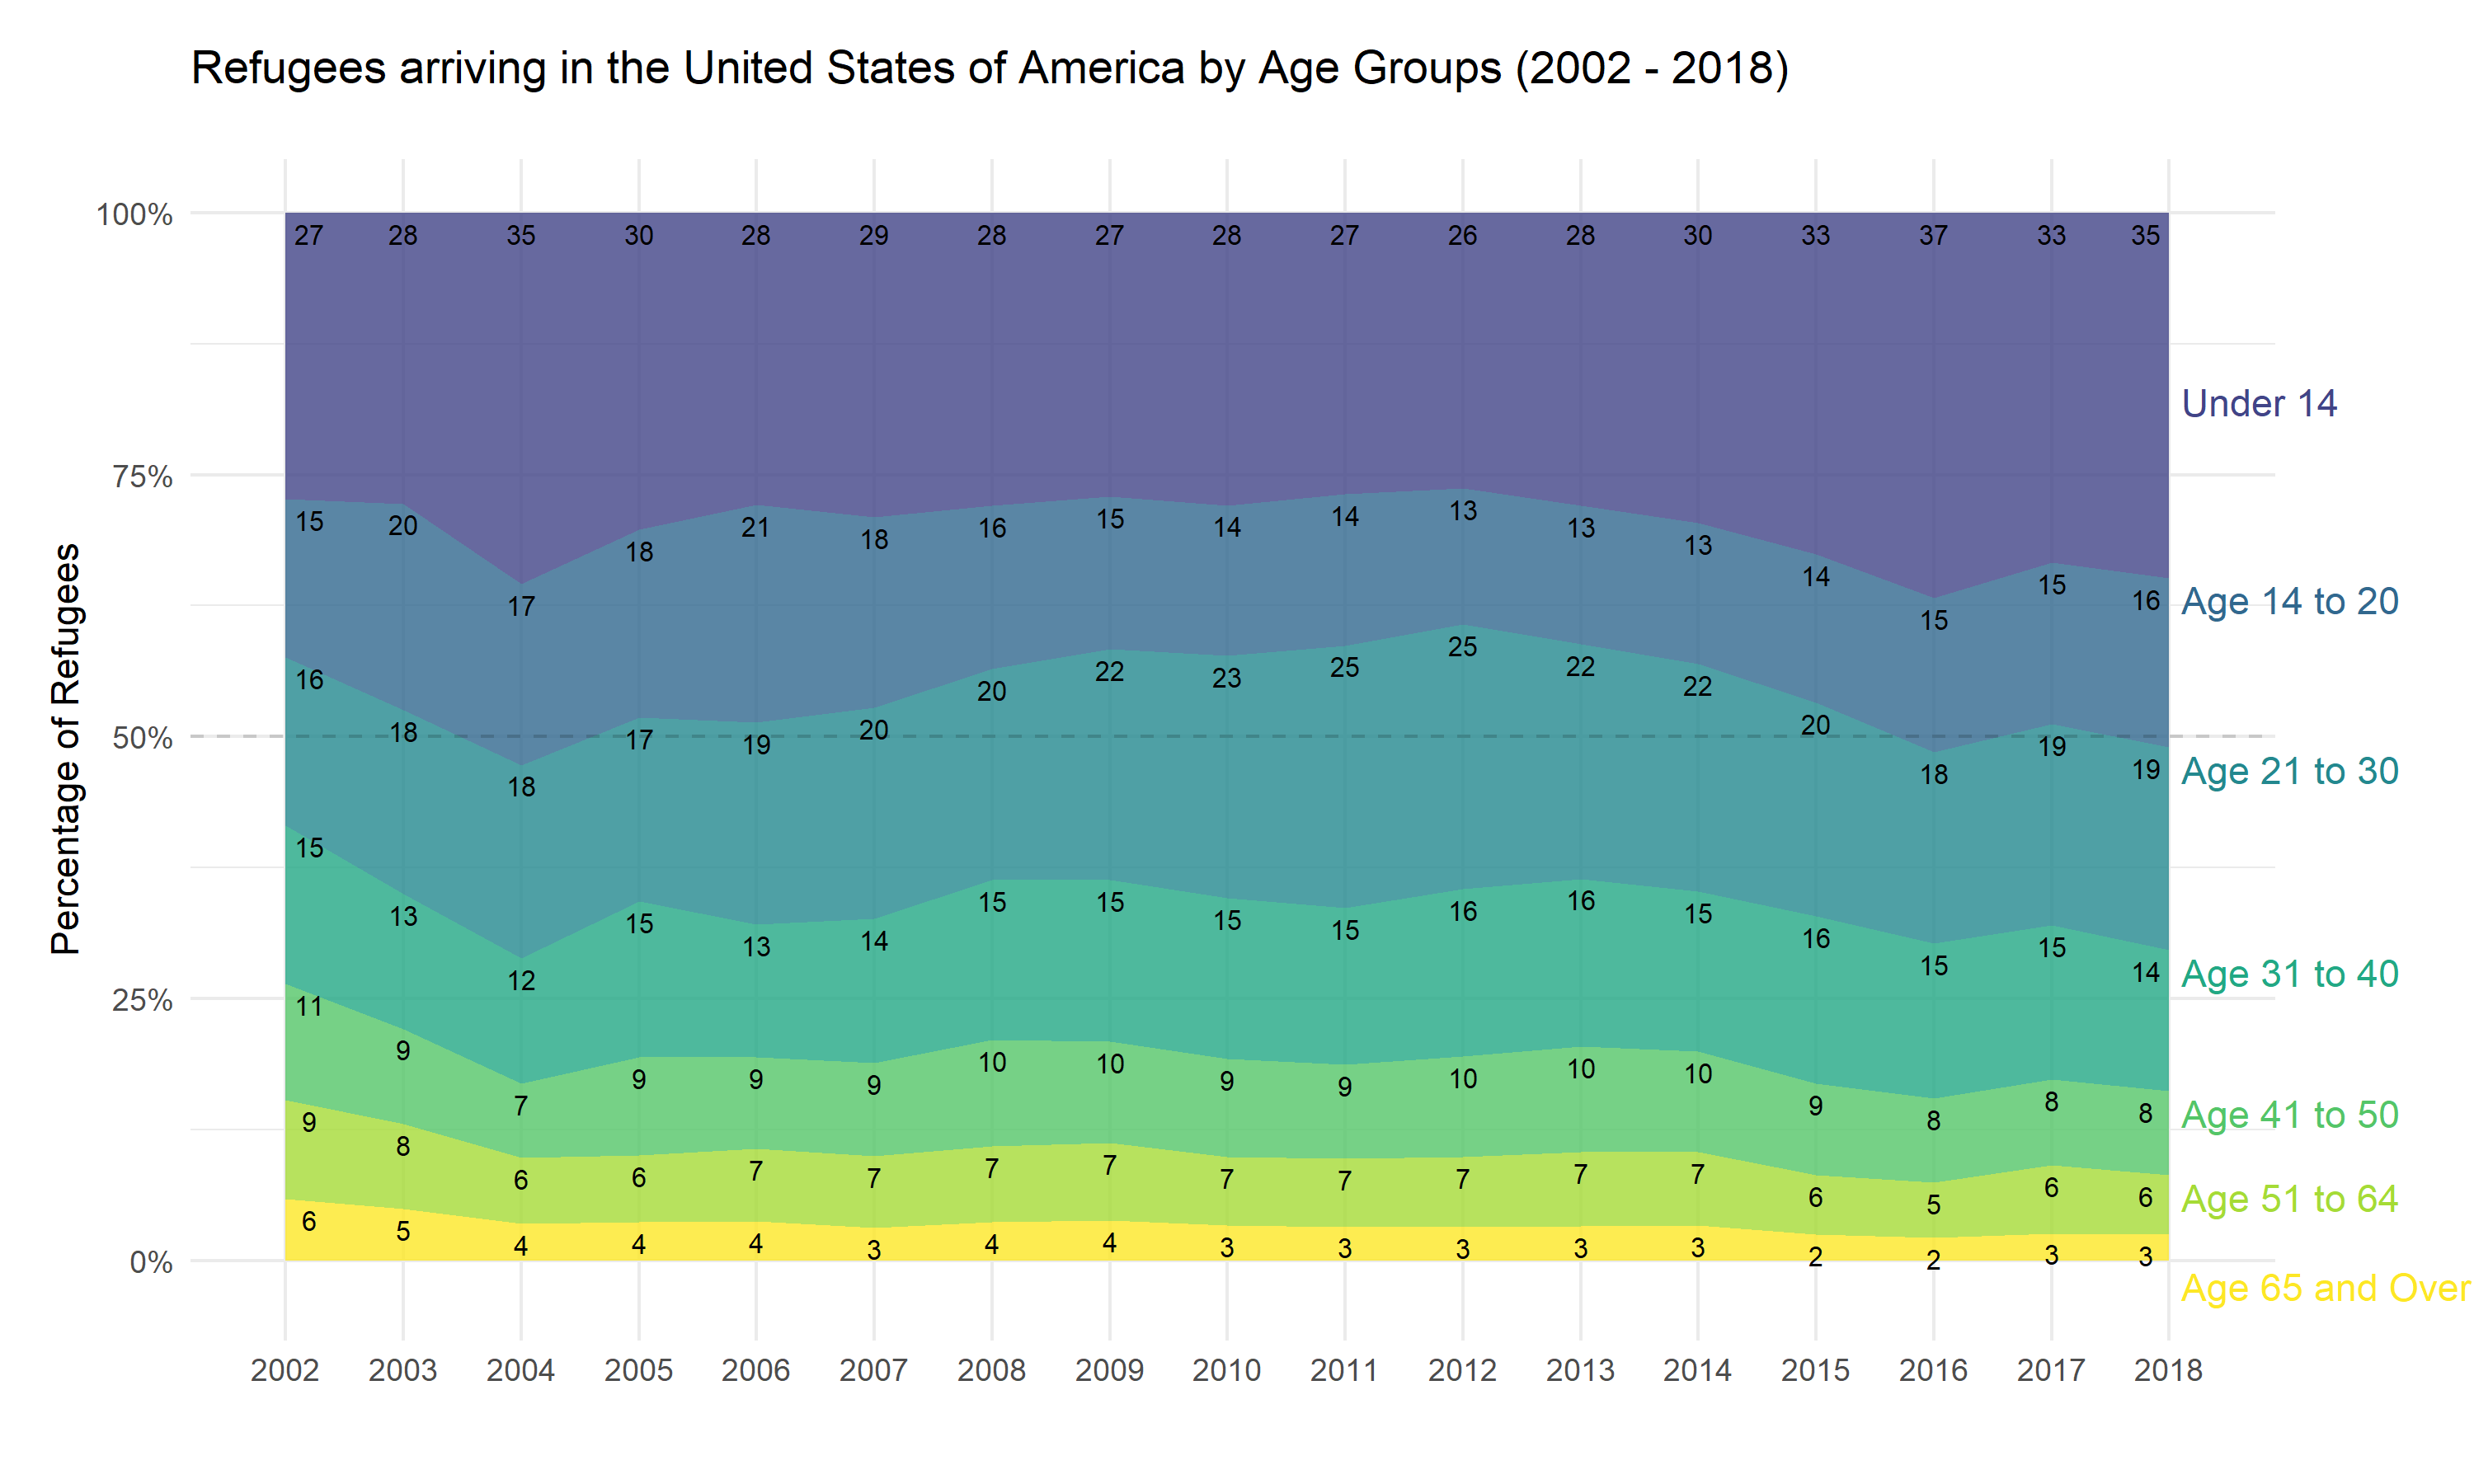 Refugees arriving in the United States of America by Age Groups (2002 - 2018)
Percentage of Refugees
100%
27 28 35 30 28 29 28 27 28 27 26 28 30 33 37 33 35
Under 14
75%
15 20 17 18 21 18 16 15 14 14 13 13 13 14 15 15 16
Age 14 to 20
50%
16 18 18 17 19 20 20 22 23 25 25 22 22 20 18 19 19
Age 21 to 30
15 13 12 15 13 14 15 15 15 15 16 16 15 16 15 15 14
Age 31 to 40
25%
11 9 7 9 9 9 10 10 9 9 10 10 10 9 8 8 8
Age 41 to 50
9 8 6 6 7 7 7 7 7 7 7 7 7 6 5 6 6
Age 51 to 64
0%
6 5 4 4 4 3 4 4 3 3 3 3 3 2 2 3 3
Age 65 and Over
2002 2003 2004 2005 2006 2007 2008 2009 2010 2011 2012 2013 2014 2015 2016 2017 2018